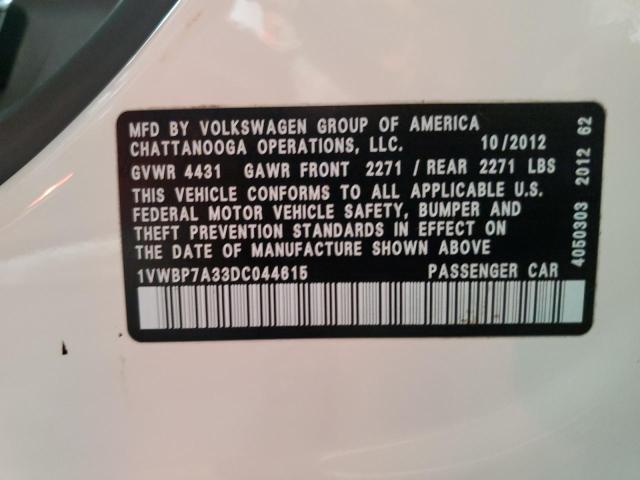 MFD BY VOLKSWAGEN GROUP OF AMERICA
CHATTANOOGA OPERATIONS, LLC. 10/2012
GVWR 4431 GAWR FRONT 2271 / REAR 2271 LBS
THIS VEHICLE CONFORMS TO ALL APPLICABLE U.S.
FEDERAL MOTOR VEHICLE SAFETY, BUMPER AND
THEFT PREVENTION STANDARDS IN EFFECT ON
THE DATE OF MANUFACTURE SHOWN ABOVE
1VWBP7A33DC044615 PASSENGER CAR
4050303 2012 62